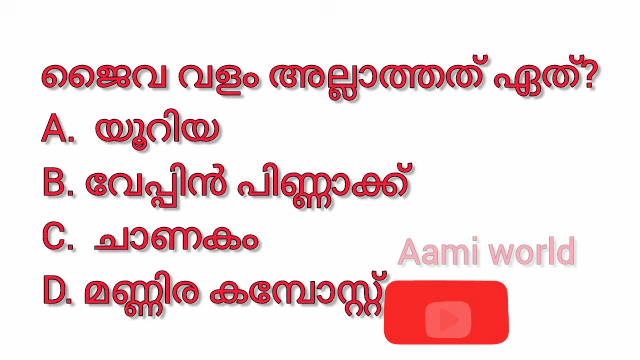 ജൈവ വളം അല്ലാത്തത് ഏത്?
A. യൂറിയ
B. വേപ്പിൻ പിണ്ണാക്ക്
C. ചാണകം
D. മണ്ണിര കമ്പോസ്റ്റ്
Aami world